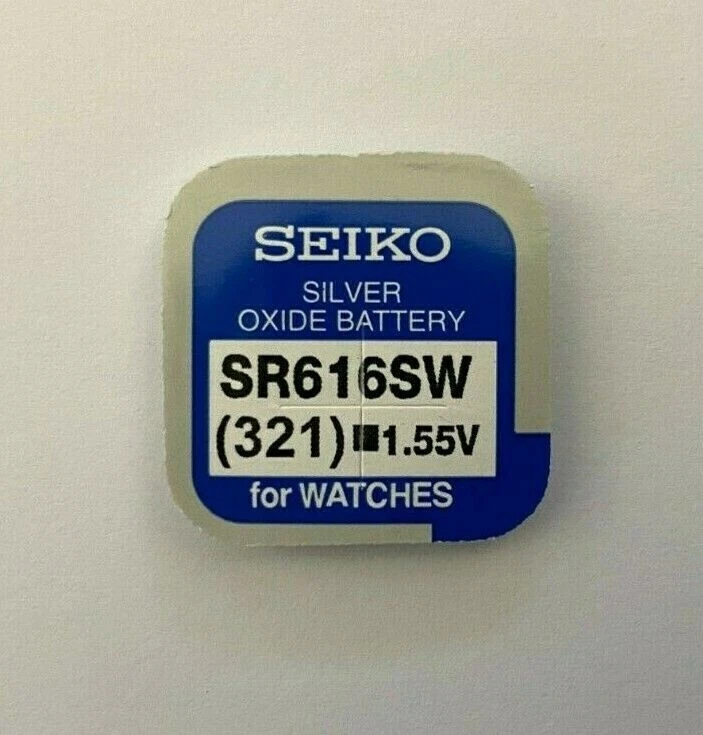 SEIKO
SILVER
OXIDE BATTERY
SR616SW
(321)■1.55V
for WATCHES